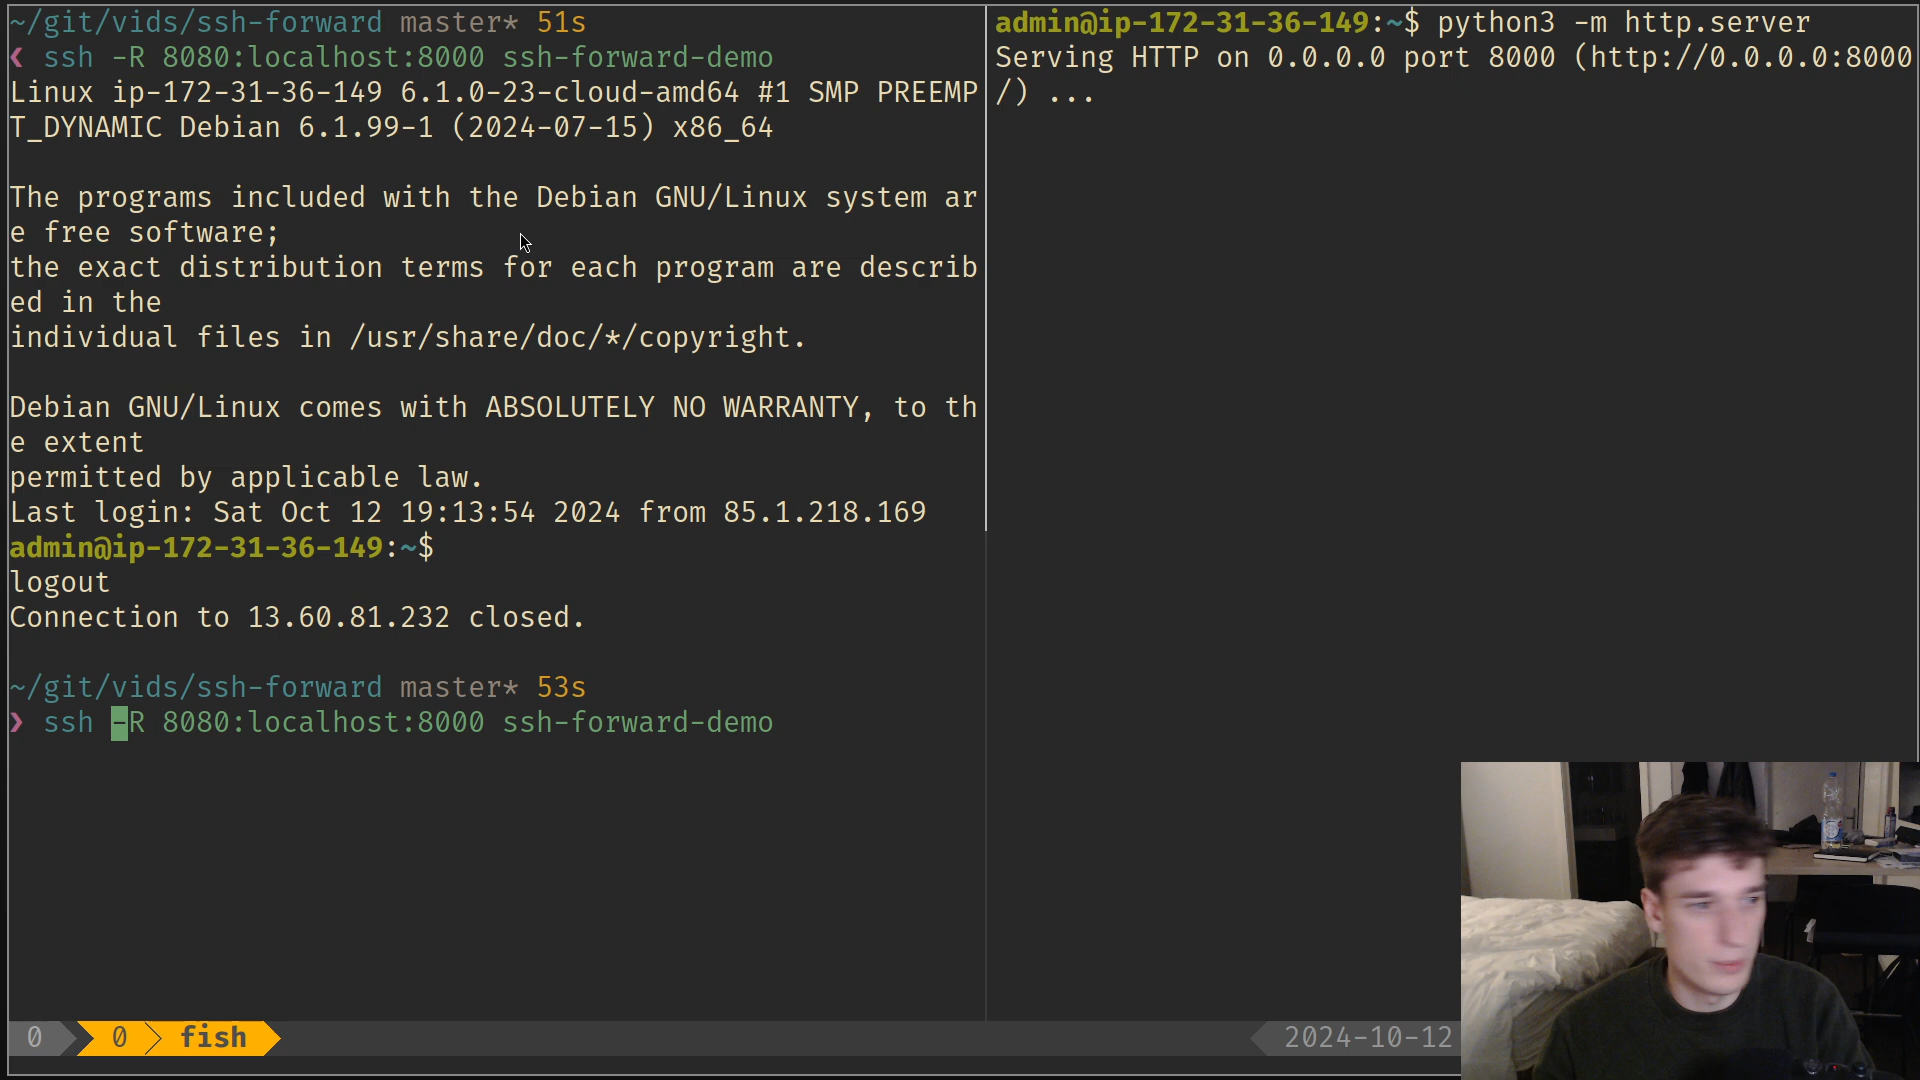 ~/git/vids/ssh-forward master* 51s
❮ ssh -R 8080:localhost:8000 ssh-forward-demo
Linux ip-172-31-36-149 6.1.0-23-cloud-amd64 #1 SMP PREEMP
T_DYNAMIC Debian 6.1.99-1 (2024-07-15) x86_64
The programs included with the Debian GNU/Linux system ar
e free software;
the exact distribution terms for each program are describ
ed in the
individual files in /usr/share/doc/*/copyright.
Debian GNU/Linux comes with ABSOLUTELY NO WARRANTY, to th
e extent
permitted by applicable law.
Last login: Sat Oct 12 19:13:54 2024 from 85.1.218.169
admin@ip-172-31-36-149:~$
logout
Connection to 13.60.81.232 closed.
~/git/vids/ssh-forward master* 53s
❯ ssh -R 8080:localhost:8000 ssh-forward-demo
admin@ip-172-31-36-149:~$ python3 -m http.server
Serving HTTP on 0.0.0.0 port 8000 (http://0.0.0.0:8000
/) ...
0 0 fish
2024-10-12